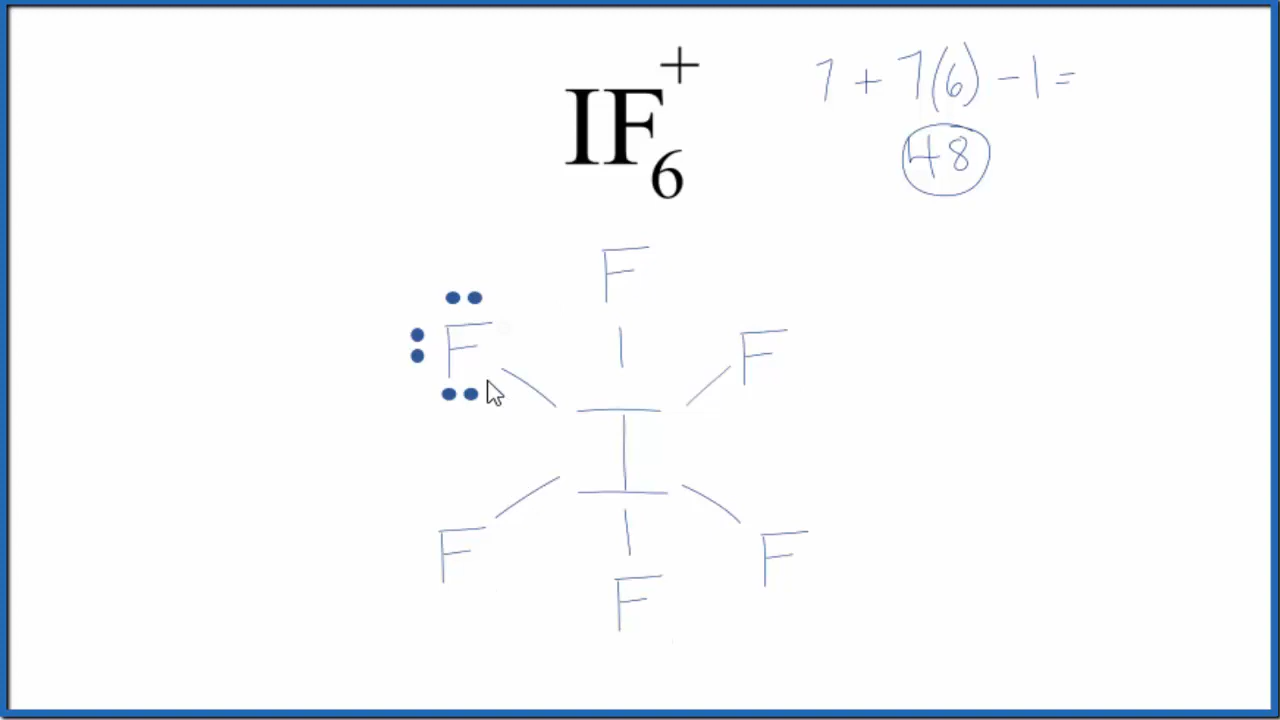 IF₆⁺
7 + 7(6) - 1 =
48
F
F F
I
F F
F